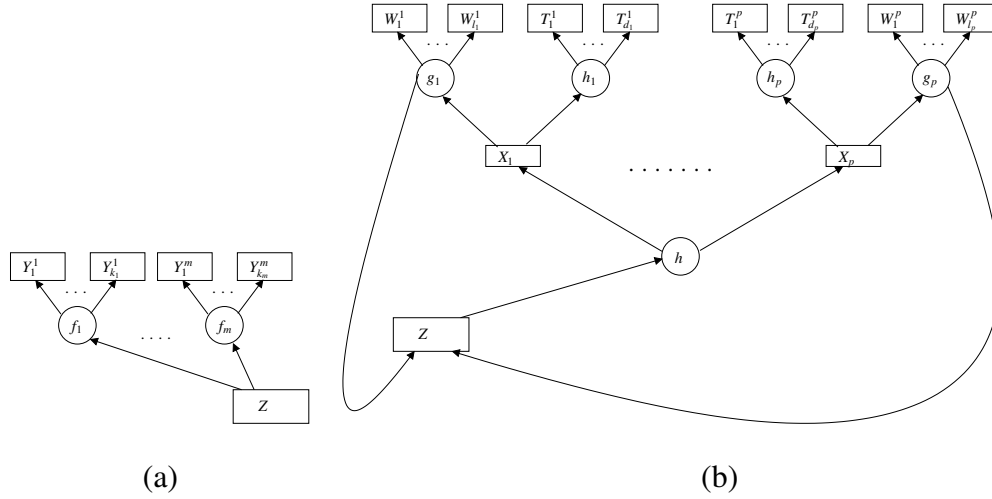 W_1^1 W_{l_1}^1 T_1^1 T_{d_1}^1 T_1^p T_{d_p}^p W_1^p W_{l_p}^p
. . . . . . . . . . . .
g_1 h_1 h_p g_p
X_1 . . . . . . . X_p
h
Y_1^1 Y_{k_1}^1 Y_1^m Y_{k_m}^m
. . . . . .
f_1 . . . . f_m
Z
Z
(a) (b)